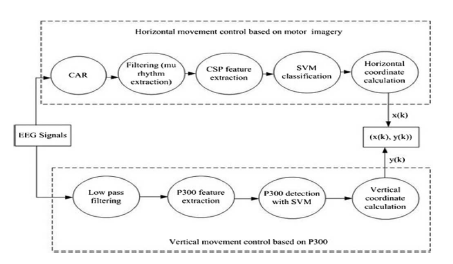 Horizontal movement control based on motor imagery
CAR
Filtering (mu
rhythm
extraction)
CSP feature
extraction
SVM
classification
Horizontal
coordinate
calculation
x(k)
EEG Signals
(x(k), y(k))
y(k)
Low pass
filtering
P300 feature
extraction
P300 detection
with SVM
Vertical
coordinate
calculation
Vertical movement control based on P300